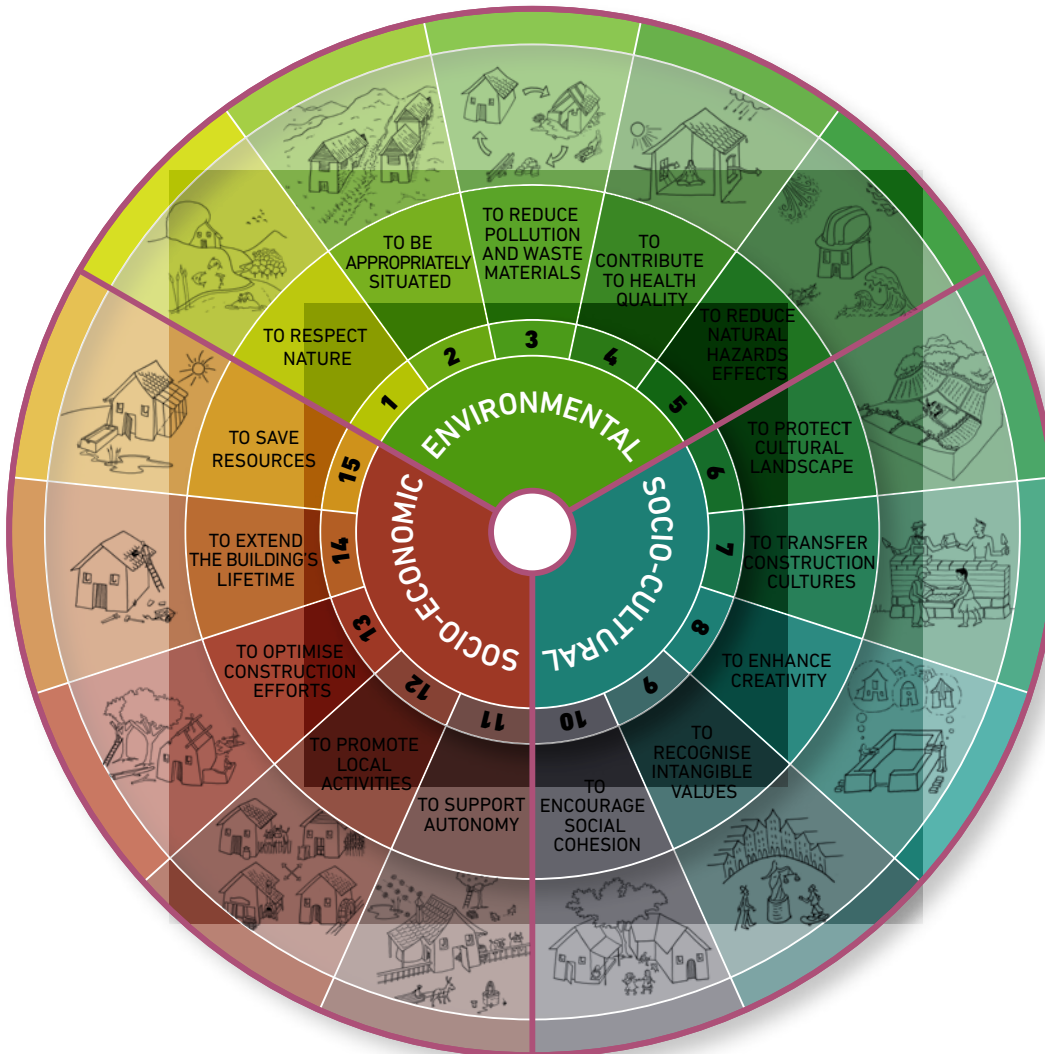 ENVIRONMENTAL
1
TO RESPECT
NATURE
2
TO BE
APPROPRIATELY
SITUATED
3
TO REDUCE
POLLUTION
AND WASTE
MATERIALS
4
TO
CONTRIBUTE
TO HEALTH
QUALITY
5
TO REDUCE
NATURAL
HAZARDS
EFFECTS
SOCIO-CULTURAL
6
TO PROTECT
CULTURAL
LANDSCAPE
7
TO TRANSFER
CONSTRUCTION
CULTURES
8
TO ENHANCE
CREATIVITY
9
TO
RECOGNISE
INTANGIBLE
VALUES
10
TO
ENCOURAGE
SOCIAL
COHESION
SOCIO-ECONOMIC
11
TO SUPPORT
AUTONOMY
12
TO PROMOTE
LOCAL
ACTIVITIES
13
TO OPTIMISE
CONSTRUCTION
EFFORTS
14
TO EXTEND
THE BUILDING'S
LIFETIME
15
TO SAVE
RESOURCES